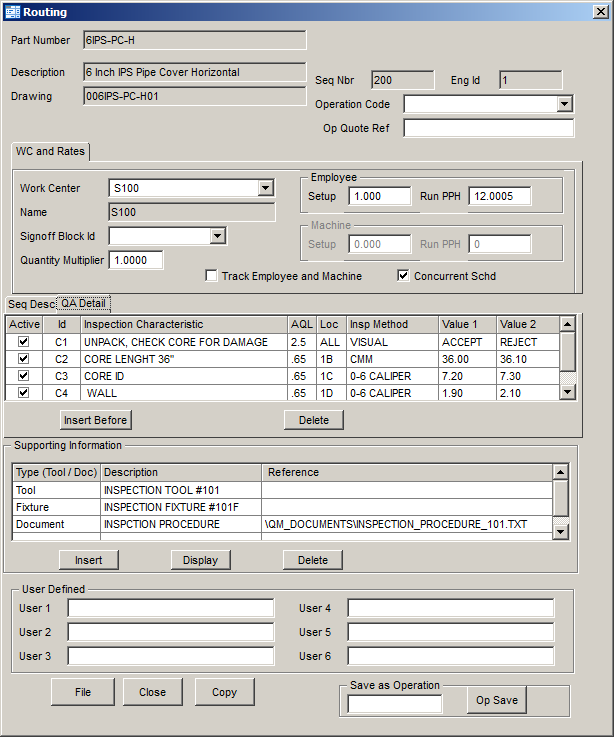 Routing
Part Number 6IPS-PC-H
Description 6 Inch IPS Pipe Cover Horizontal
Seq Nbr 200 Eng Id 1
Drawing 006IPS-PC-H01
Operation Code
Op Quote Ref
WC and Rates
Work Center S100
Name S100
Signoff Block Id
Quantity Multiplier 1.0000
Employee
Setup 1.000 Run PPH 12.0005
Machine
Setup 0.000 Run PPH 0
Track Employee and Machine Concurrent Schd
Seq Desc QA Detail
Active Id Inspection Characteristic AQL Loc Insp Method Value 1 Value 2
C1 UNPACK, CHECK CORE FOR DAMAGE 2.5 ALL VISUAL ACCEPT REJECT
C2 CORE LENGHT 36" .65 1B CMM 36.00 36.10
C3 CORE ID .65 1C 0-6 CALIPER 7.20 7.30
C4 WALL .65 1D 0-6 CALIPER 1.90 2.10
Insert Before Delete
Supporting Information
Type (Tool / Doc) Description Reference
Tool INSPECTION TOOL #101
Fixture INSPECTION FIXTURE #101F
Document INSPCTION PROCEDURE \QM_DOCUMENTS\INSPECTION_PROCEDURE_101.TXT
Insert Display Delete
User Defined
User 1 User 4
User 2 User 5
User 3 User 6
File Close Copy
Save as Operation
Op Save